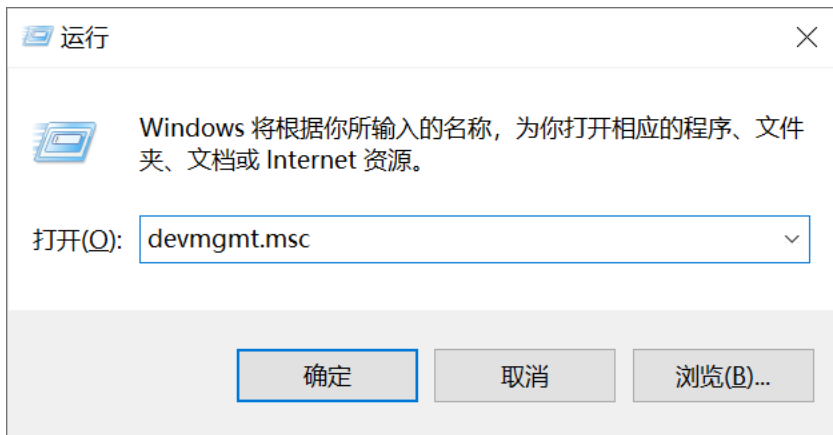 运行
Windows 将根据你所输入的名称，为你打开相应的程序、文件
夹、文档或 Internet 资源。
打开(O): devmgmt.msc
确定 取消 浏览(B)...